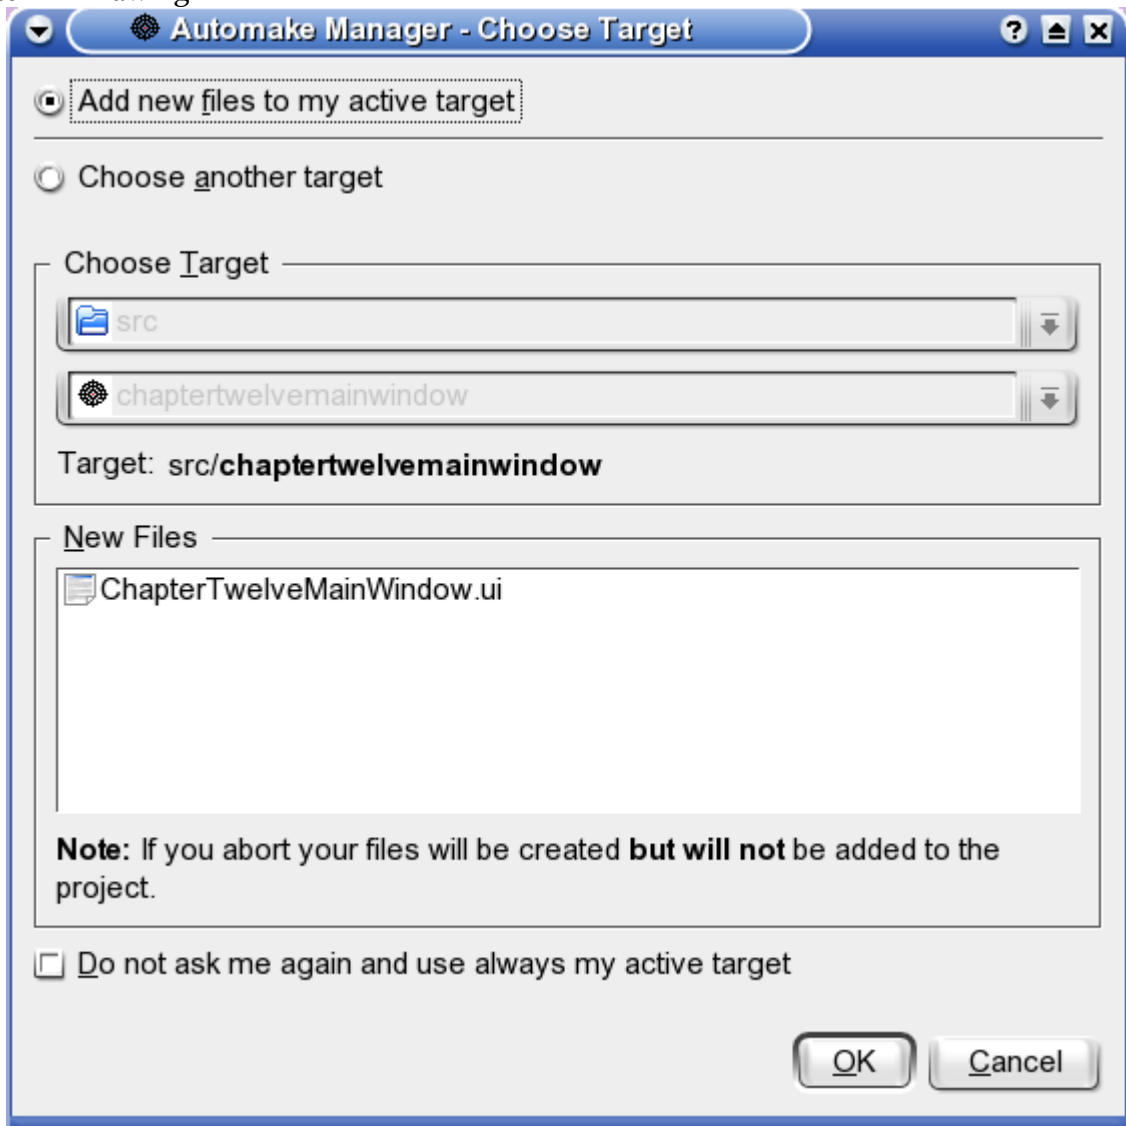 Automake Manager - Choose Target
Add new files to my active target
Choose another target
Choose Target
src
chaptertwelvemainwindow
Target: src/chaptertwelvemainwindow
New Files
ChapterTwelveMainWindow.ui
Note: If you abort your files will be created but will not be added to the
project.
Do not ask me again and use always my active target
OK Cancel